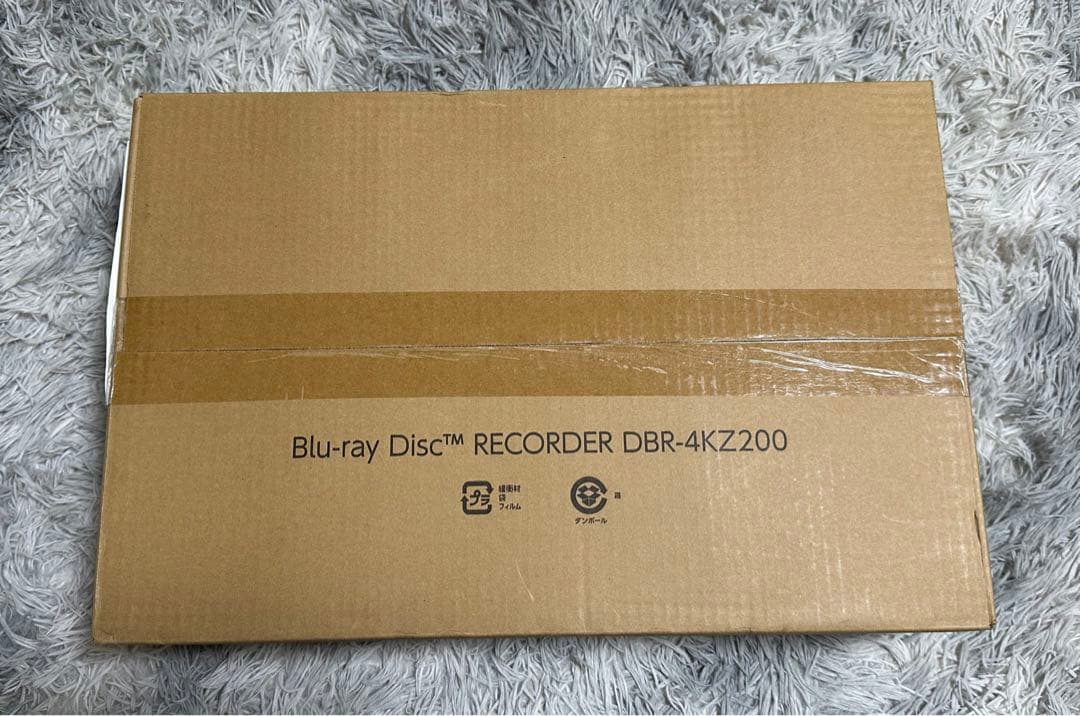 Blu-ray Disc™ RECORDER DBR-4KZ200
プラ
緩衝材
袋
フィルム
箱
ダンボール